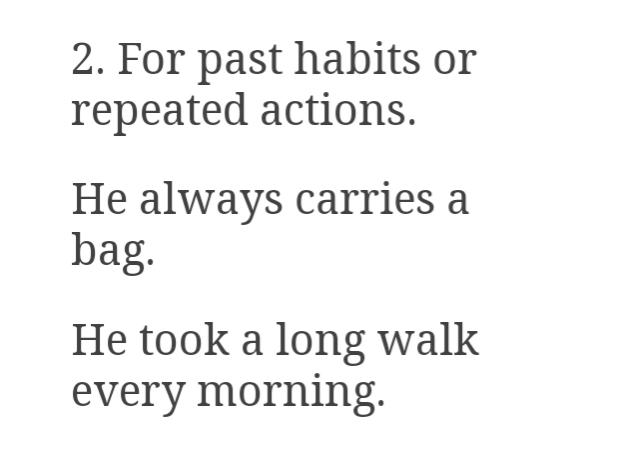 2. For past habits or
repeated actions.
He always carries a
bag.
He took a long walk
every morning.